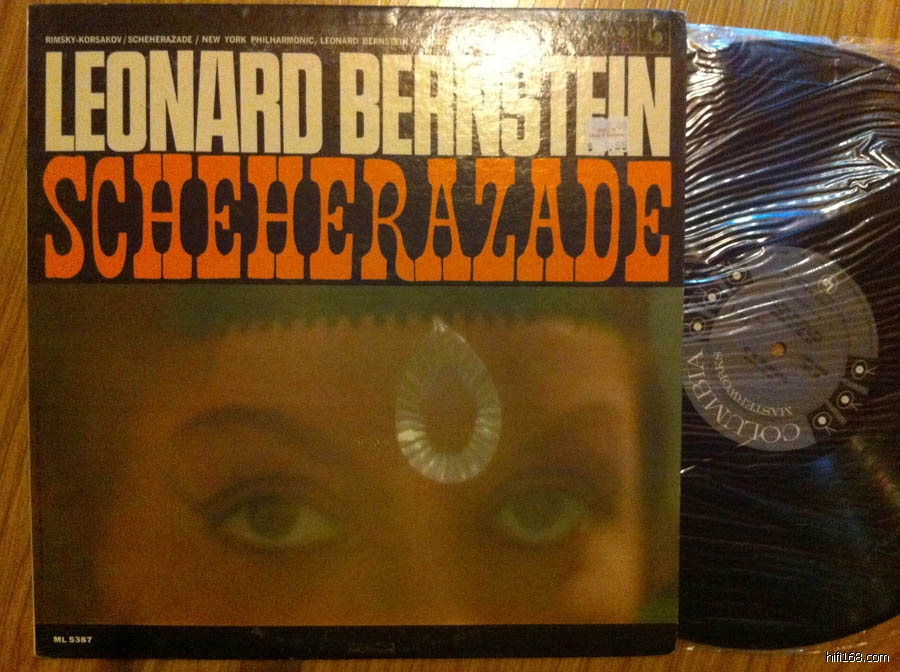 RIMSKY-KORSAKOV / SCHEHERAZADE / NEW YORK PHILHARMONIC, LEONARD BERNSTEIN
LEONARD BERNSTEIN
SCHEHERAZADE
COLUMBIA
MASTERWORKS
ML 5387
hifi168.com